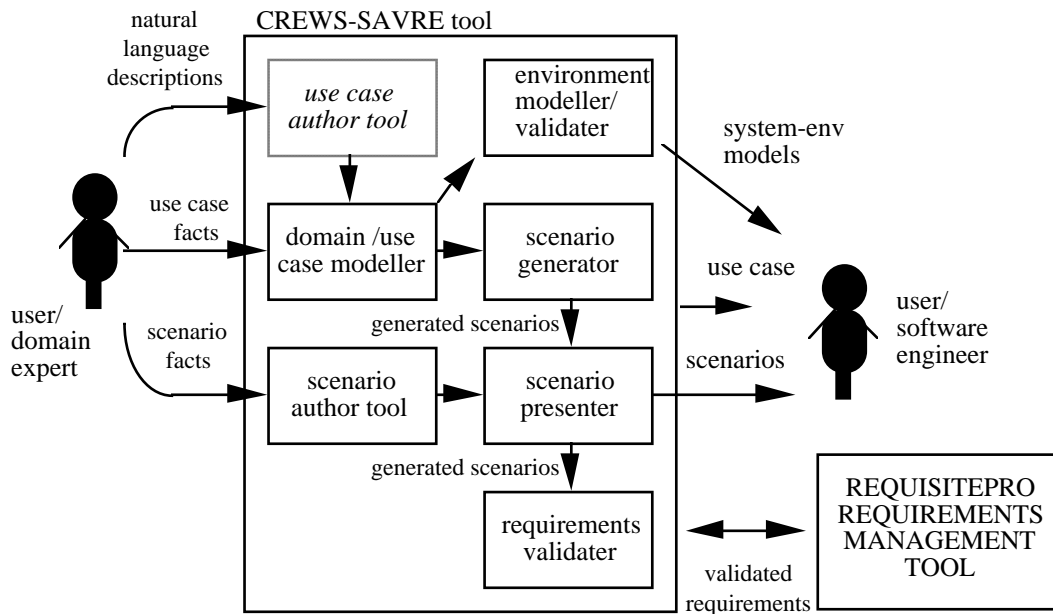 natural
language
descriptions
CREWS-SAVRE tool
use case
author tool
environment
modeller/
validater
system-env
models
use case
facts
domain /use
case modeller
scenario
generator
use case
user/
domain
expert
scenario
facts
generated scenarios
user/
software
engineer
scenario
author tool
scenario
presenter
scenarios
generated scenarios
requirements
validater
validated
requirements
REQUISITEPRO
REQUIREMENTS
MANAGEMENT
TOOL